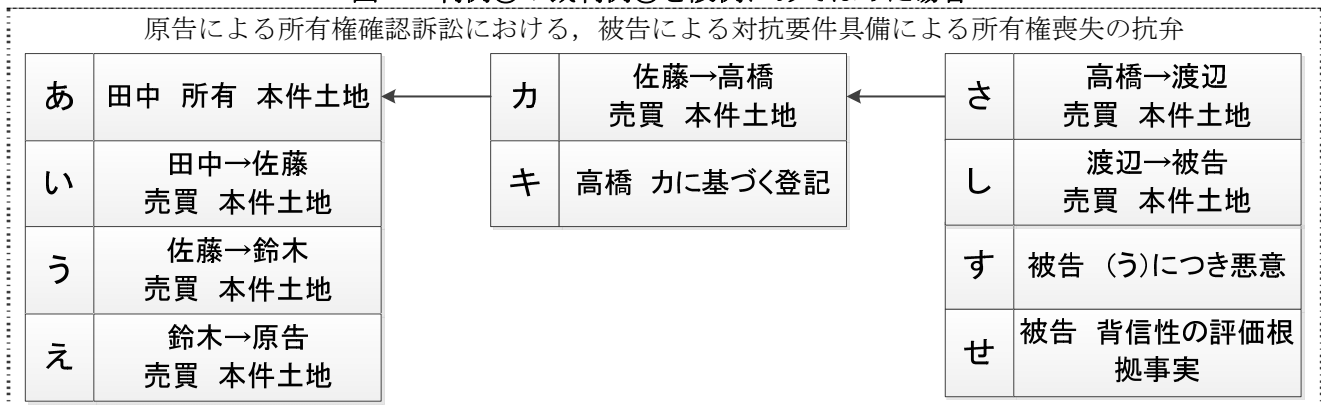 原告による所有権確認訴訟における，被告による対抗要件具備による所有権喪失の抗弁
あ
田中 所有 本件土地
い
田中→佐藤
売買 本件土地
う
佐藤→鈴木
売買 本件土地
え
鈴木→原告
売買 本件土地
カ
佐藤→高橋
売買 本件土地
キ
高橋 カに基づく登記
さ
高橋→渡辺
売買 本件土地
し
渡辺→被告
売買 本件土地
す
被告 （う）につき悪意
せ
被告 背信性の評価根
拠事実